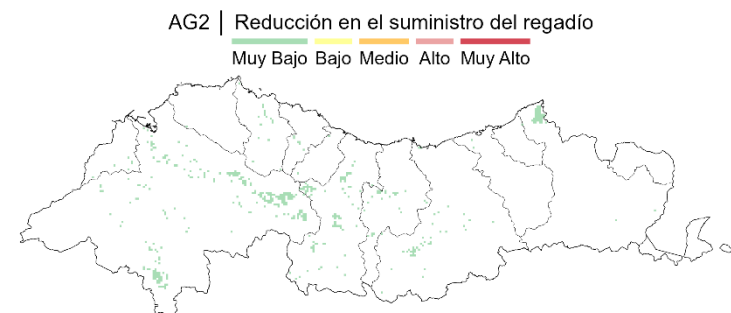 AG2 | Reducción en el suministro del regadío
Muy Bajo Bajo Medio Alto Muy Alto